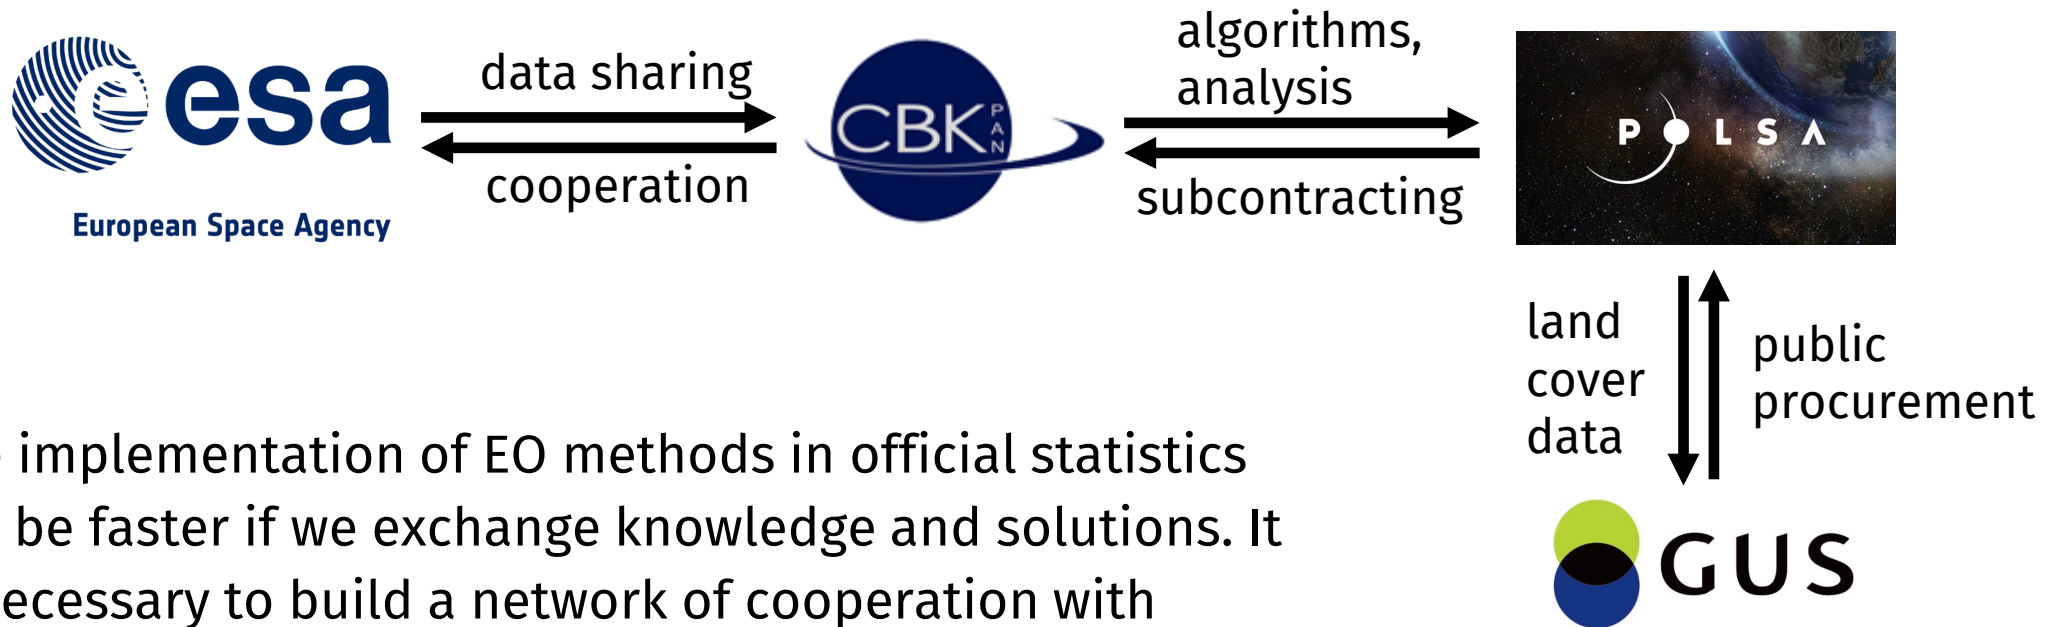 esa
European Space Agency
data sharing
cooperation
CBK PAN
algorithms,
analysis
subcontracting
POLSA
land
cover
data
public
procurement
GUS
implementation of EO methods in official statistics
be faster if we exchange knowledge and solutions. It
ecessary to build a network of cooperation with